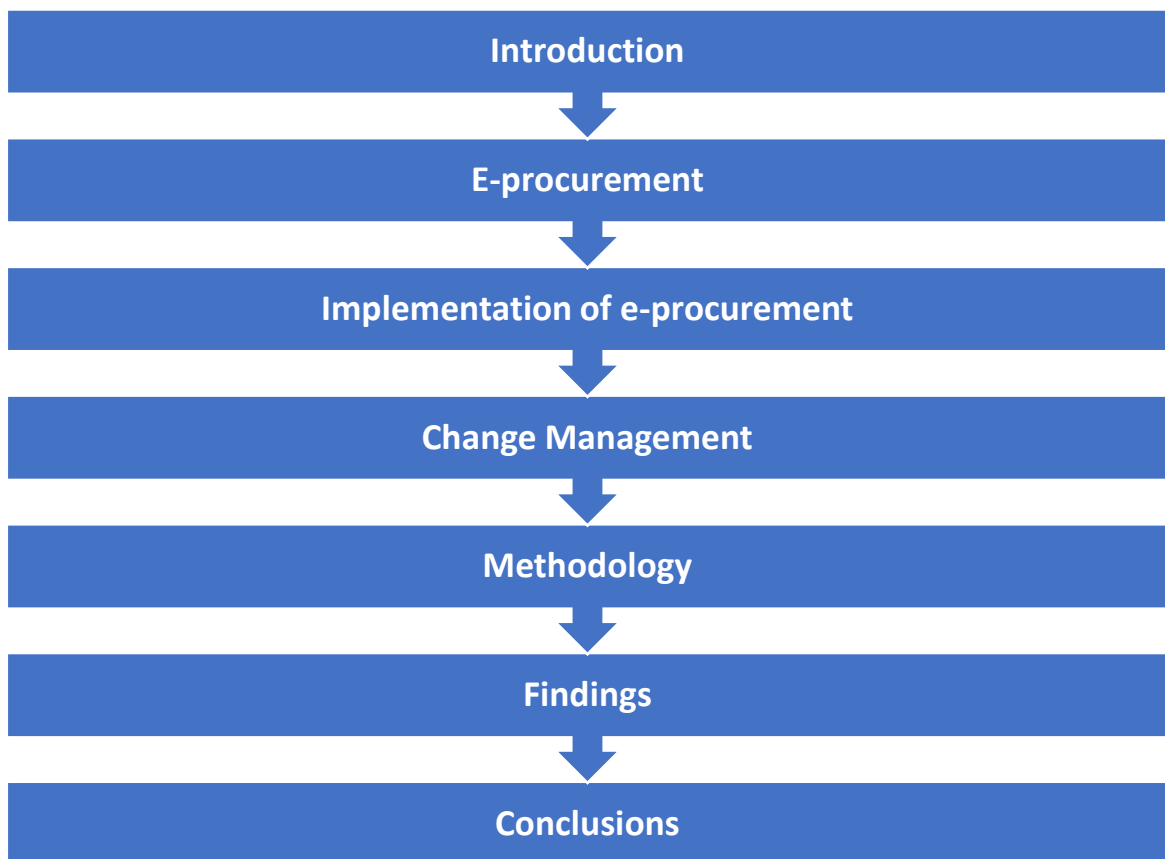 Introduction
E-procurement
Implementation of e-procurement
Change Management
Methodology
Findings
Conclusions